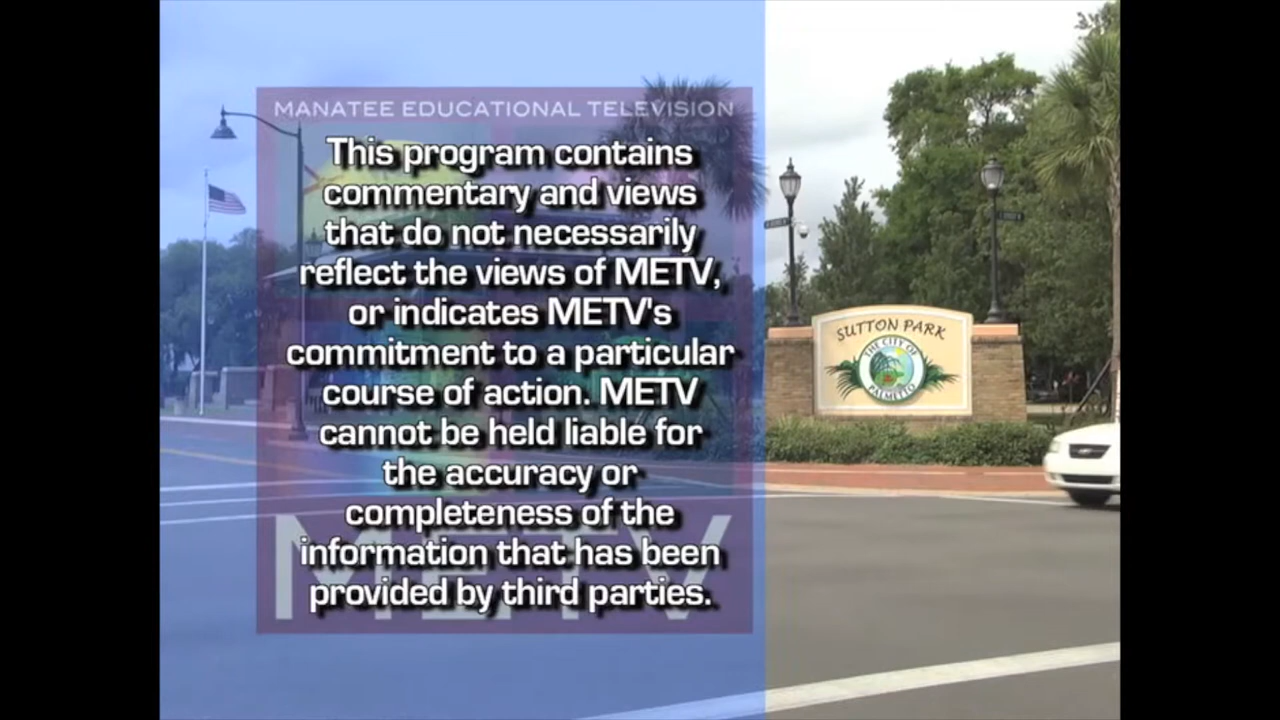 MANATEE EDUCATIONAL TELEVISION
This program contains
commentary and views
that do not necessarily
reflect the views of METV,
or indicates METV's
commitment to a particular
course of action. METV
cannot be held liable for
the accuracy or
completeness of the
information that has been
provided by third parties.
METV
SUTTON PARK
THE CITY OF
PALMETTO